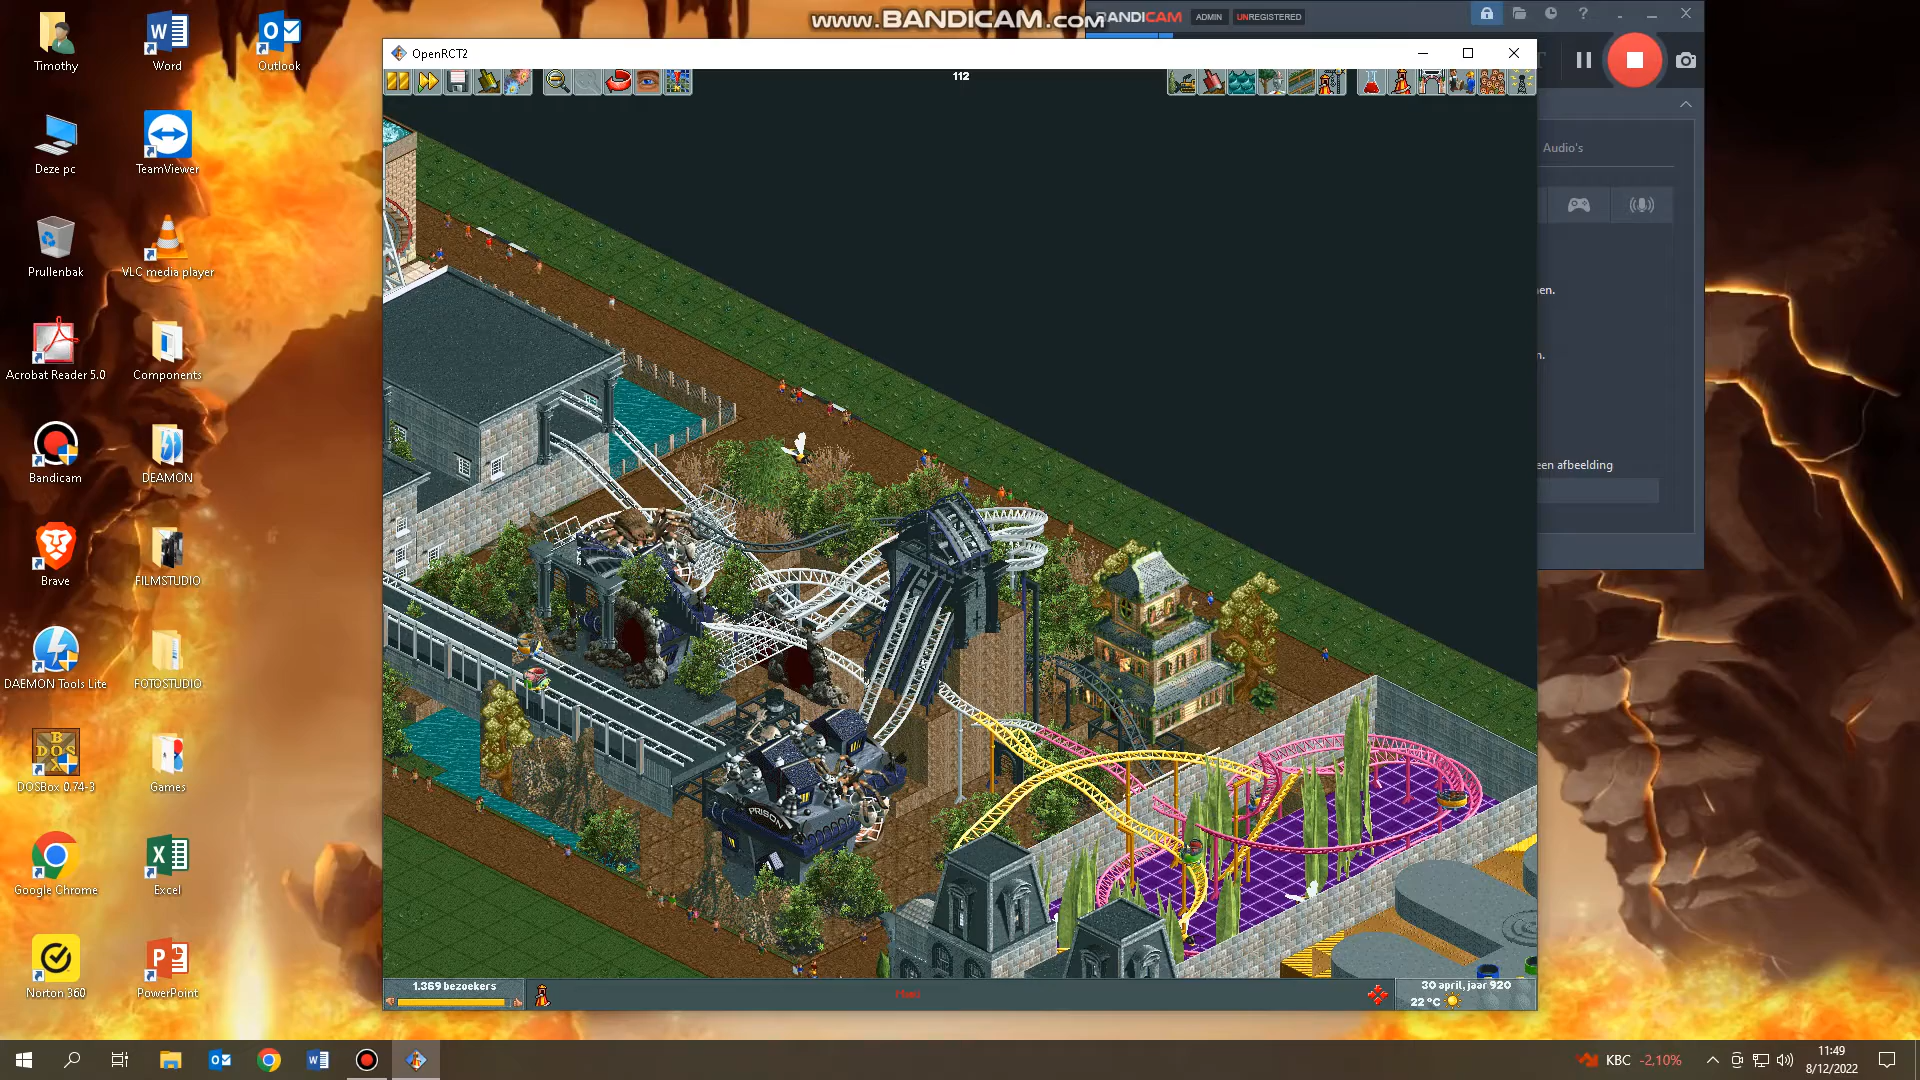 www.BANDICAM.com
BANDICAM
ADMIN
UNREGISTERED
OpenRCT2
112
Audio's
en.
n.
een afbeelding
Timothy
Word
Outlook
Deze pc
TeamViewer
Prullenbak
VLC media player
Acrobat Reader 5.0
Components
Bandicam
DEAMON
Brave
FILMSTUDIO
DAEMON Tools Lite
FOTOSTUDIO
DOSBox 0.74-3
Games
Google Chrome
Excel
Norton 360
PowerPoint
PRISON
1.369 bezoekers
30 april, jaar 920
22 °C
KBC -2,10%
11:49
8/12/2022